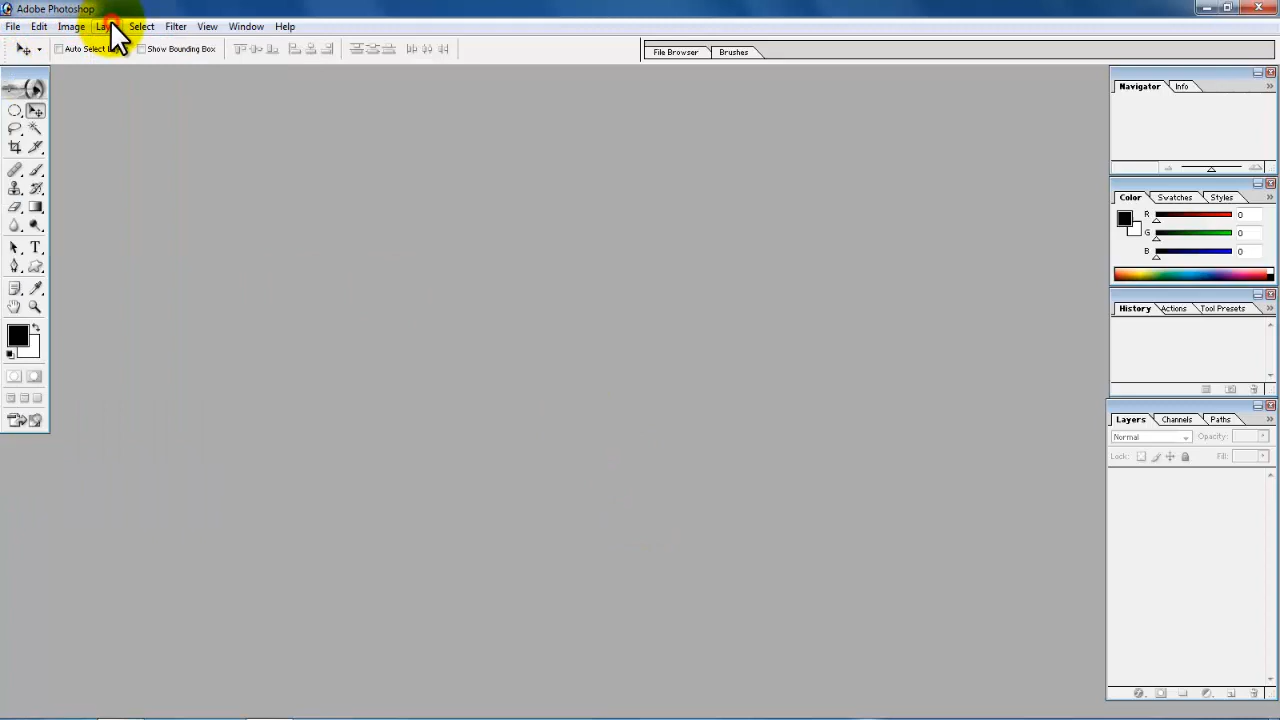 Adobe Photoshop
File Edit Image Select Filter View Window Help
Auto Select Show Bounding Box File Browser Brushes
Navigator Info
Color Swatches Styles
R 0
G 0
B 0
History Actions Tool Presets
Layers Channels Paths
Normal Opacity:
Lock: Fill: